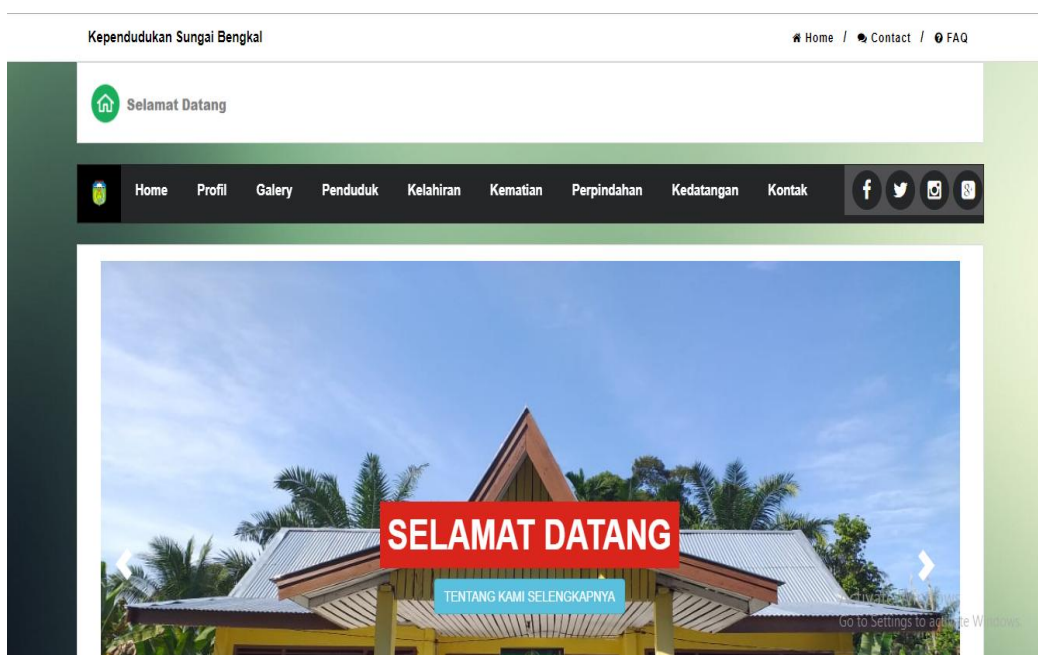 Kependudukan Sungai Bengkal
Home / Contact / FAQ
Selamat Datang
Home Profil Galery Penduduk Kelahiran Kematian Perpindahan Kedatangan Kontak
SELAMAT DATANG
TENTANG KAMI SELENGKAPNYA
Go to Settings to activate Windows.